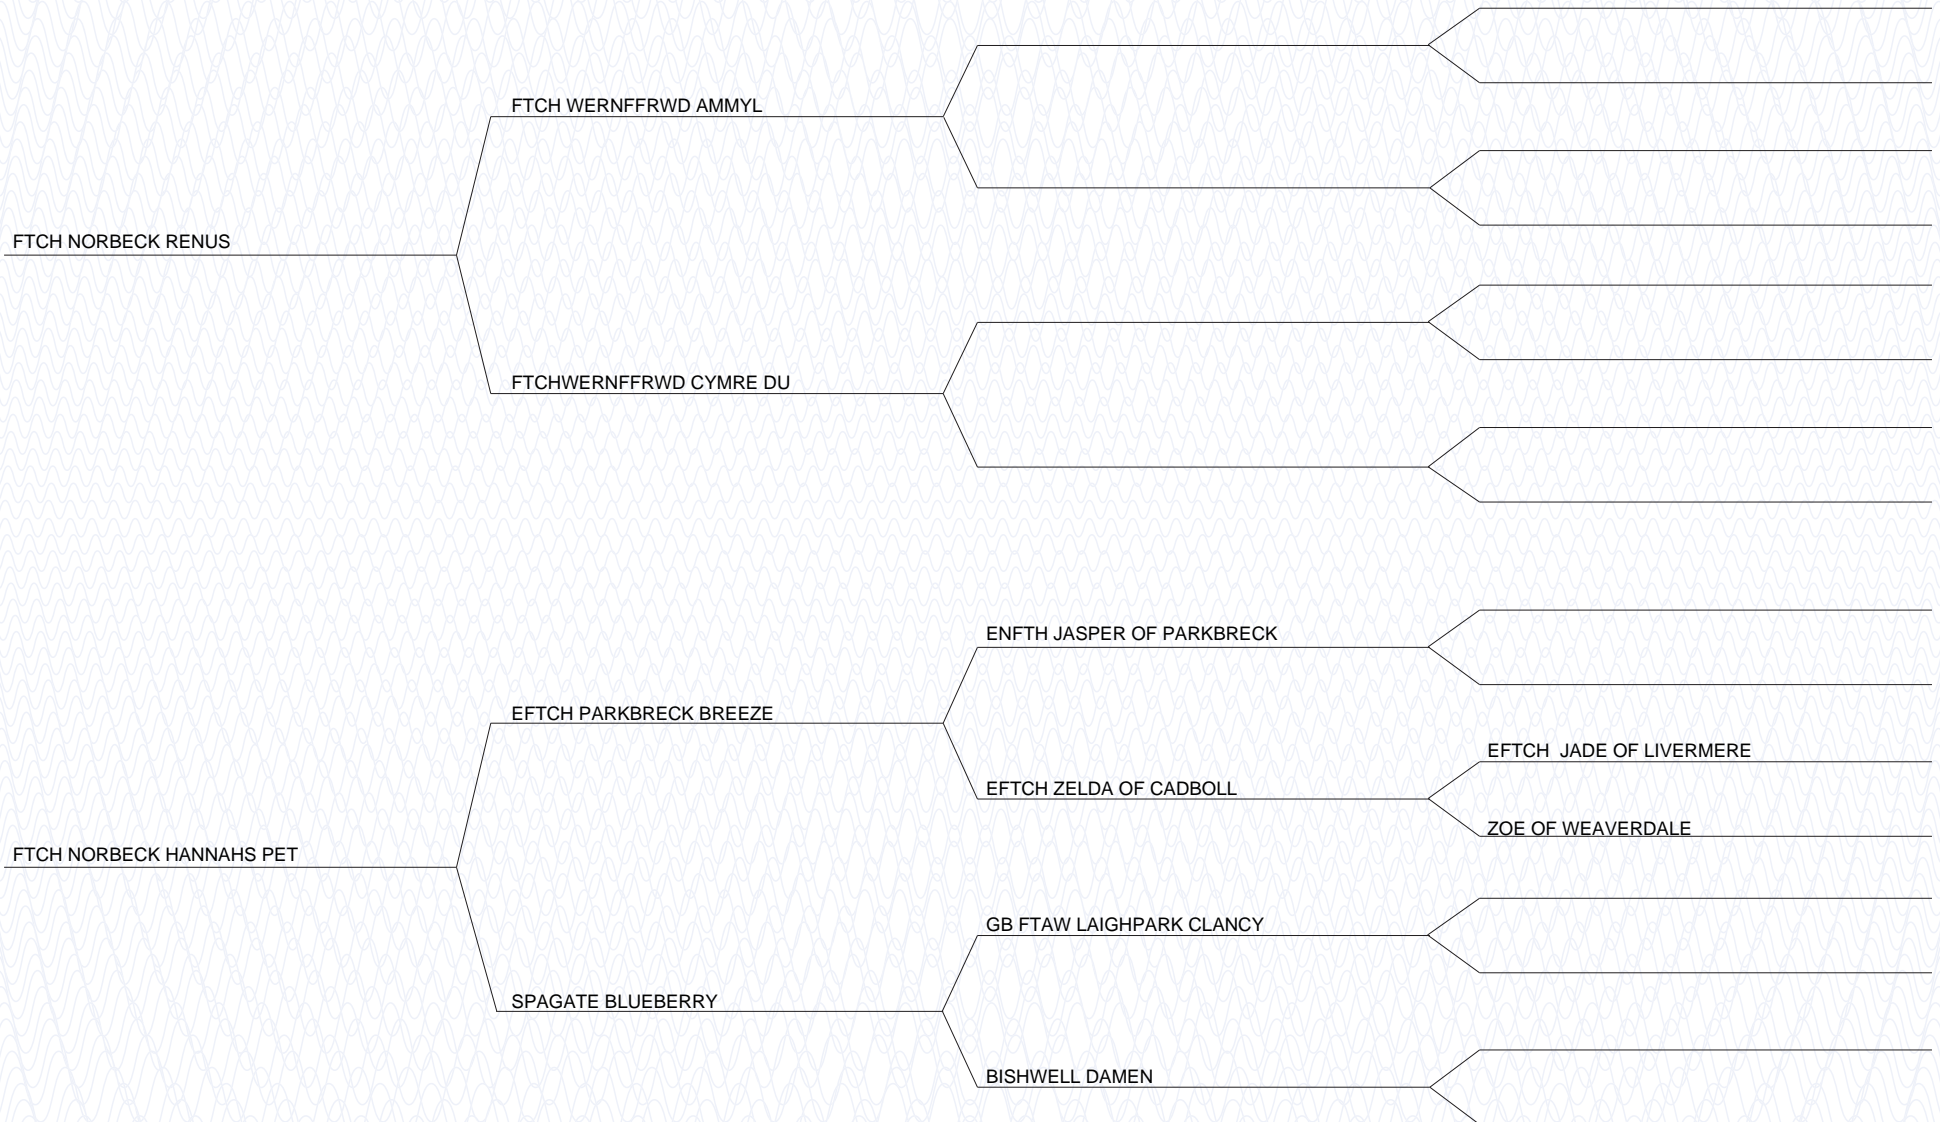 FTCH WERNFFRWD AMMYL
FTCH NORBECK RENUS
FTCHWERNFFRWD CYMRE DU
ENFTH JASPER OF PARKBRECK
EFTCH PARKBRECK BREEZE
EFTCH  JADE OF LIVERMERE
EFTCH ZELDA OF CADBOLL
ZOE OF WEAVERDALE
FTCH NORBECK HANNAHS PET
GB FTAW LAIGHPARK CLANCY
SPAGATE BLUEBERRY
BISHWELL DAMEN